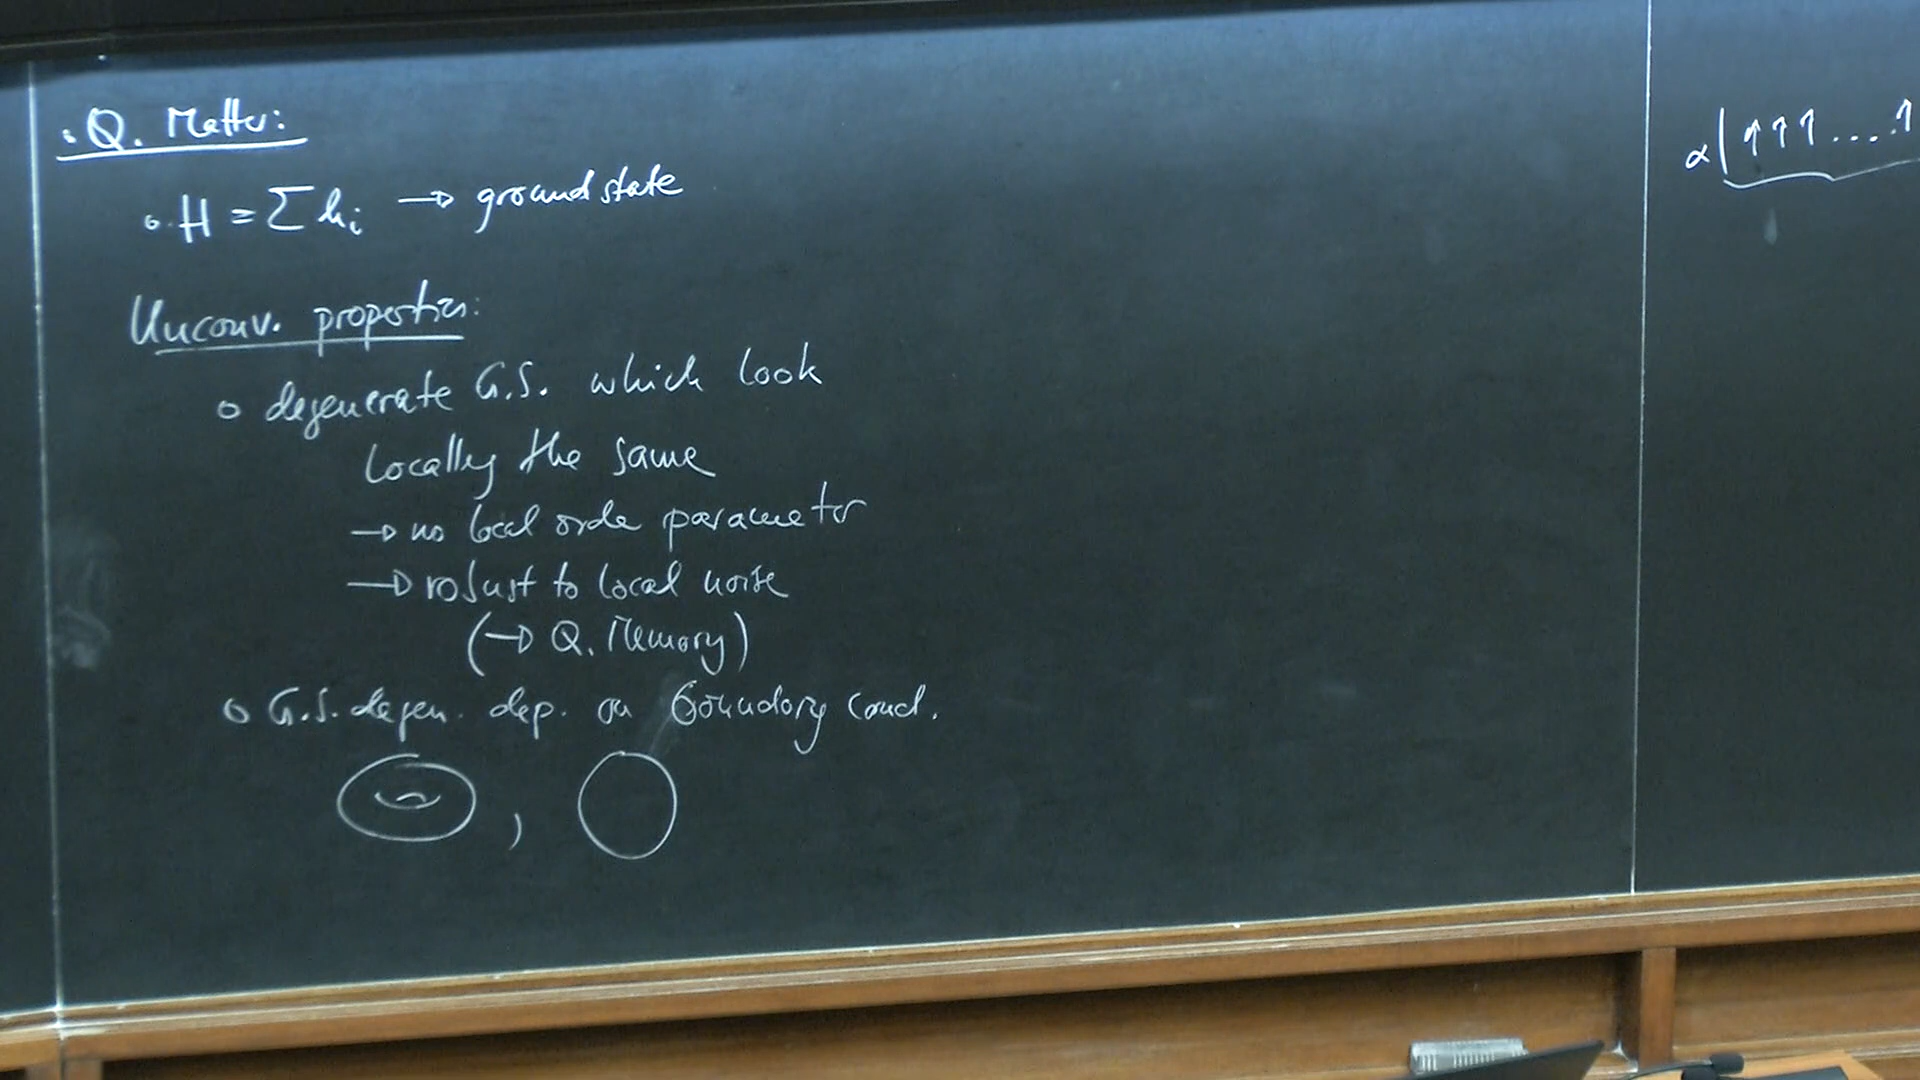 · Q. Matter:
∘ H = ∑ hᵢ → ground state
Unconv. properties:
∘ degenerate G.S. which look
locally the same
→ no local order parameter
→ robust to local noise
(→ Q. Memory)
∘ G.S. degen. dep. on Boundary cond.
,
α|↑↑↑....↑